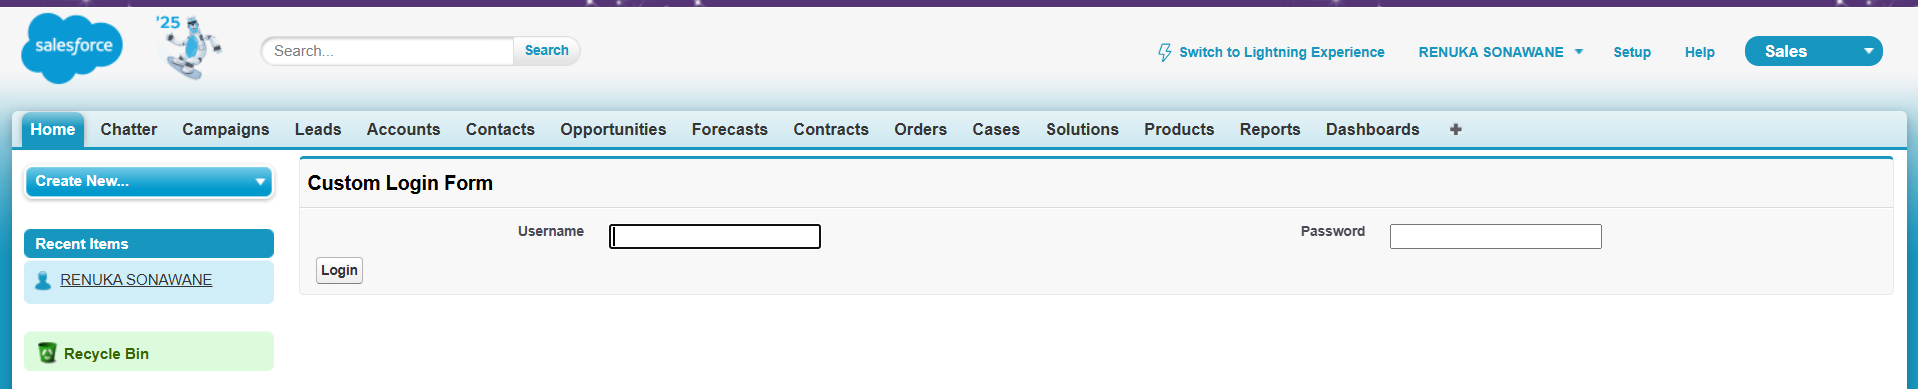 salesforce
'25
Search...
Search
Switch to Lightning Experience
RENUKA SONAWANE
Setup
Help
Sales
Home
Chatter
Campaigns
Leads
Accounts
Contacts
Opportunities
Forecasts
Contracts
Orders
Cases
Solutions
Products
Reports
Dashboards
+
Create New...
Recent Items
RENUKA SONAWANE
Recycle Bin
Custom Login Form
Username
Password
Login